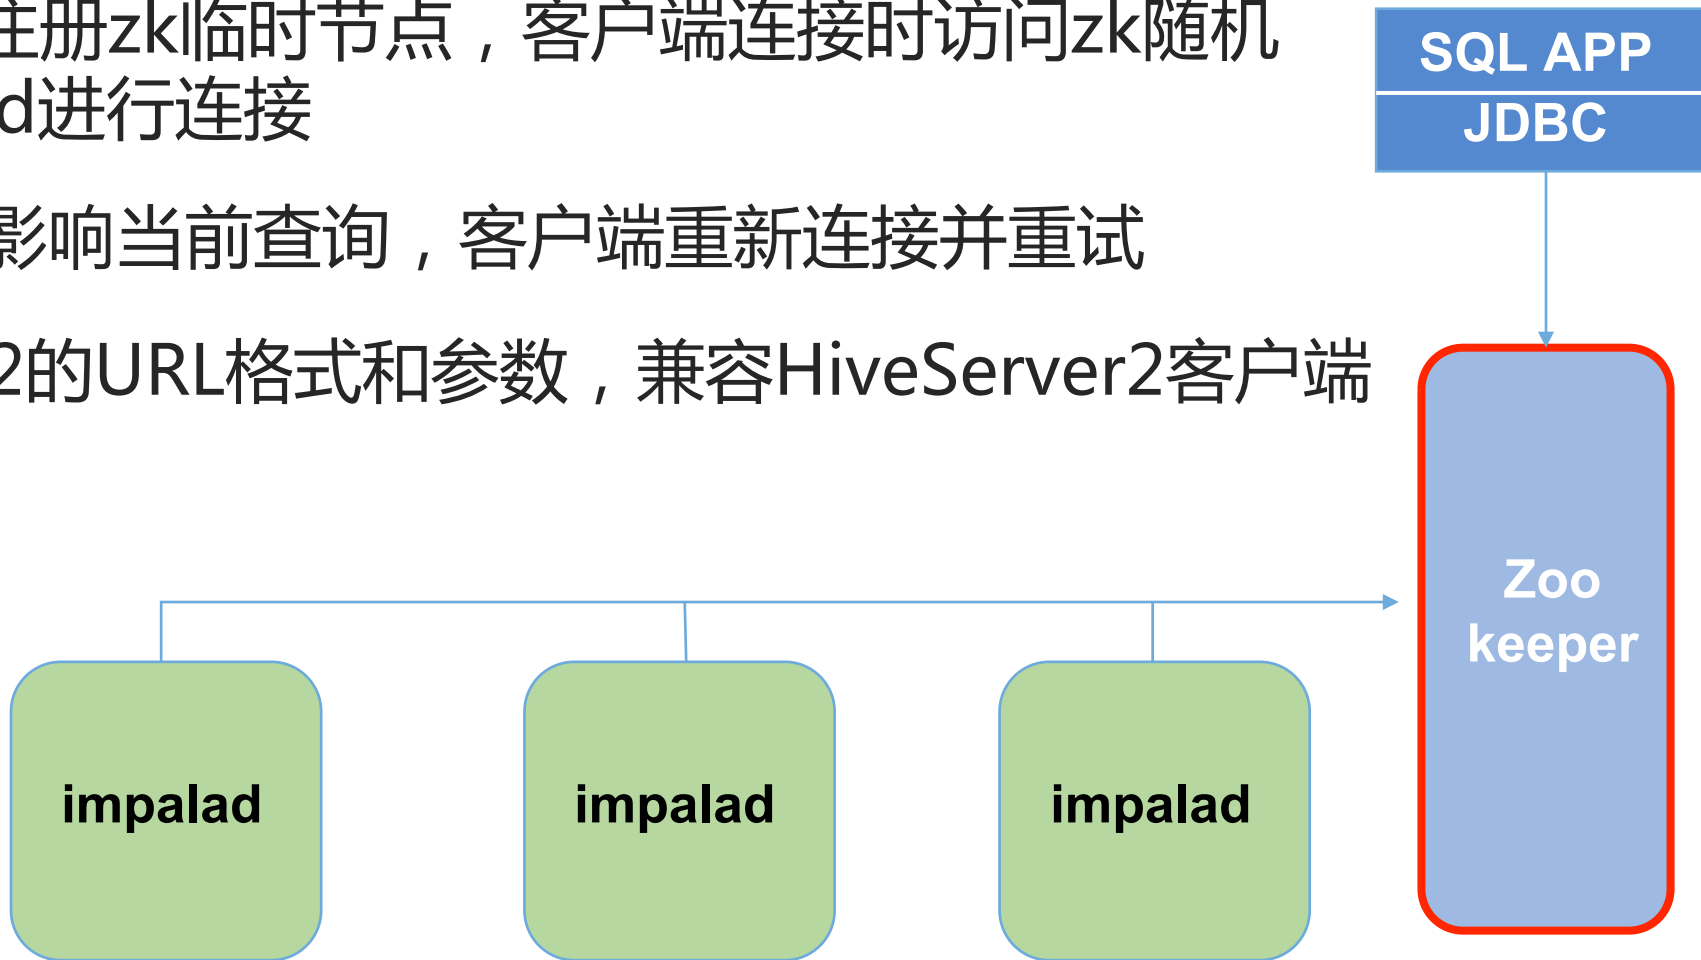 注册zk临时节点，客户端连接时访问zk随机
d进行连接
影响当前查询，客户端重新连接并重试
2的URL格式和参数，兼容HiveServer2客户端
SQL APP
JDBC
Zoo
keeper
impalad
impalad
impalad